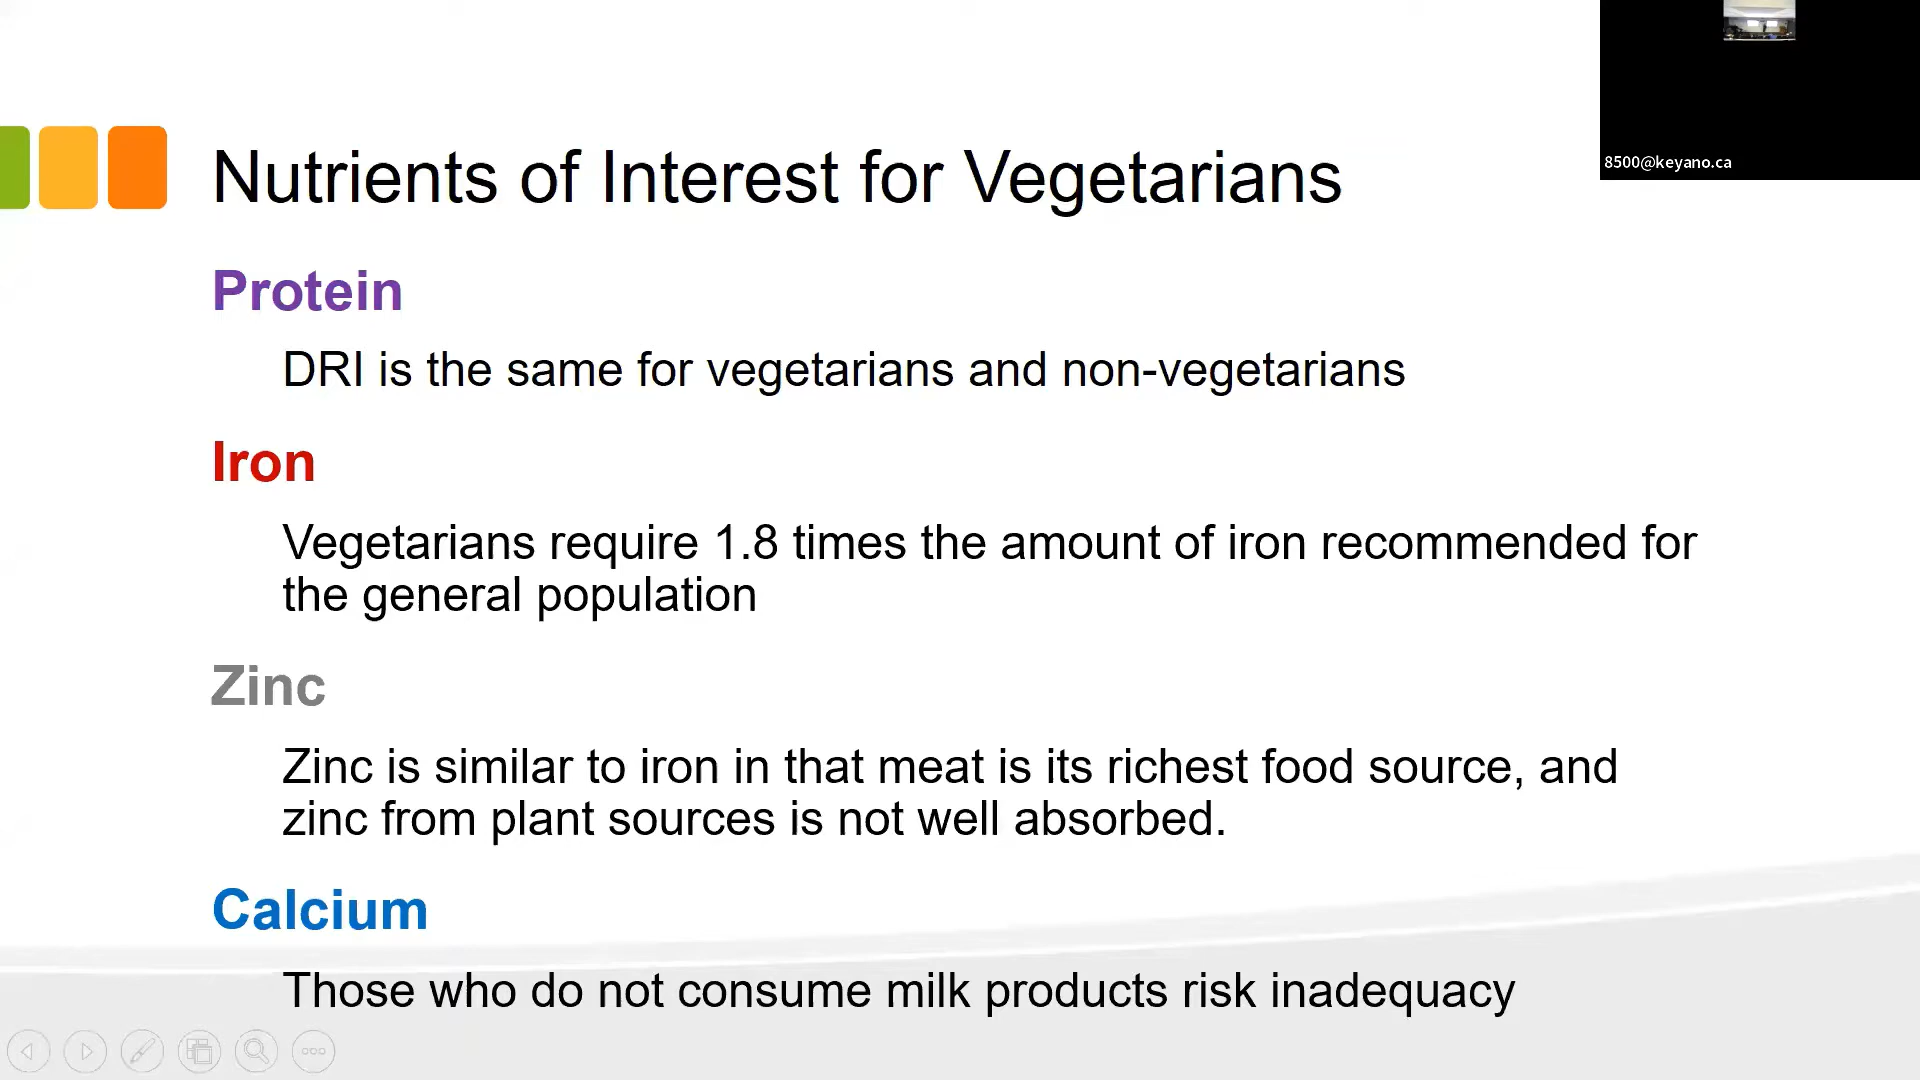 8500@keyano.ca
Nutrients of Interest for Vegetarians
Protein
DRI is the same for vegetarians and non-vegetarians
Iron
Vegetarians require 1.8 times the amount of iron recommended for
the general population
Zinc
Zinc is similar to iron in that meat is its richest food source, and
zinc from plant sources is not well absorbed.
Calcium
Those who do not consume milk products risk inadequacy